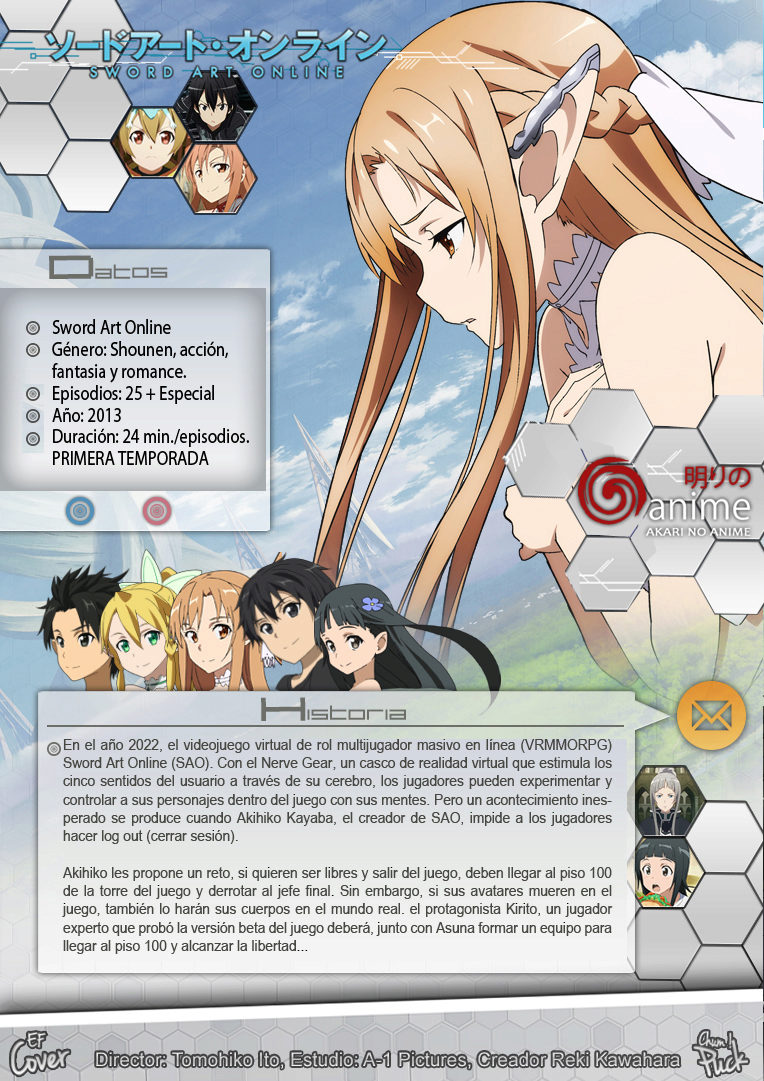 ソードアート・オンライン
SWORD ART ONLINE
Datos
Sword Art Online
Género: Shounen, acción,
fantasia y romance.
Episodios: 25 + Especial
Año: 2013
Duración: 24 min./episodios.
PRIMERA TEMPORADA
明りの
anime
AKARI NO ANIME
Historia
En el año 2022, el videojuego virtual de rol multijugador masivo en línea (VRMMORPG)
Sword Art Online (SAO). Con el Nerve Gear, un casco de realidad virtual que estimula los
cinco sentidos del usuario a través de su cerebro, los jugadores pueden experimentar y
controlar a sus personajes dentro del juego con sus mentes. Pero un acontecimiento ines-
perado se produce cuando Akihiko Kayaba, el creador de SAO, impide a los jugadores
hacer log out (cerrar sesión).
Akihiko les propone un reto, si quieren ser libres y salir del juego, deben llegar al piso 100
de la torre del juego y derrotar al jefe final. Sin embargo, si sus avatares mueren en el
juego, también lo harán sus cuerpos en el mundo real. el protagonista Kirito, un jugador
experto que probó la versión beta del juego deberá, junto con Asuna formar un equipo para
llegar al piso 100 y alcanzar la libertad...
EF
Cover
Director: Tomohiko Ito, Estudio: A-1 Pictures, Creador Reki Kawahara
Chum!
Puck